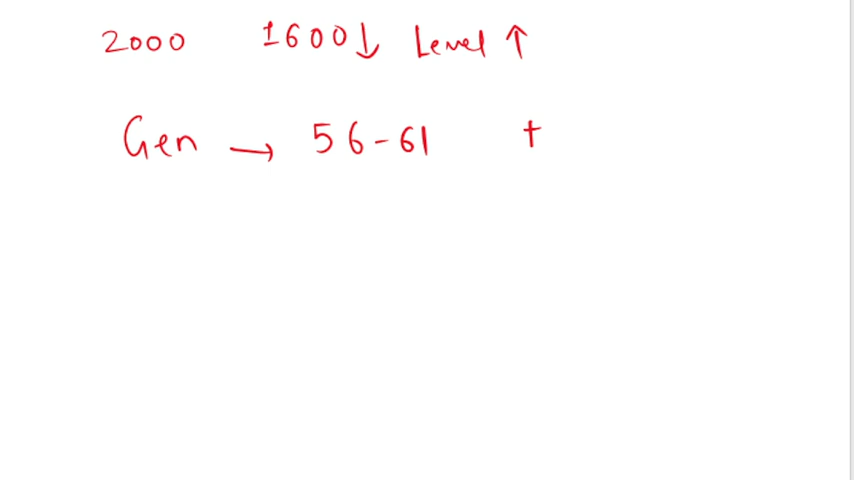 2000 1600↓ Level ↑
Gen → 56-61 +